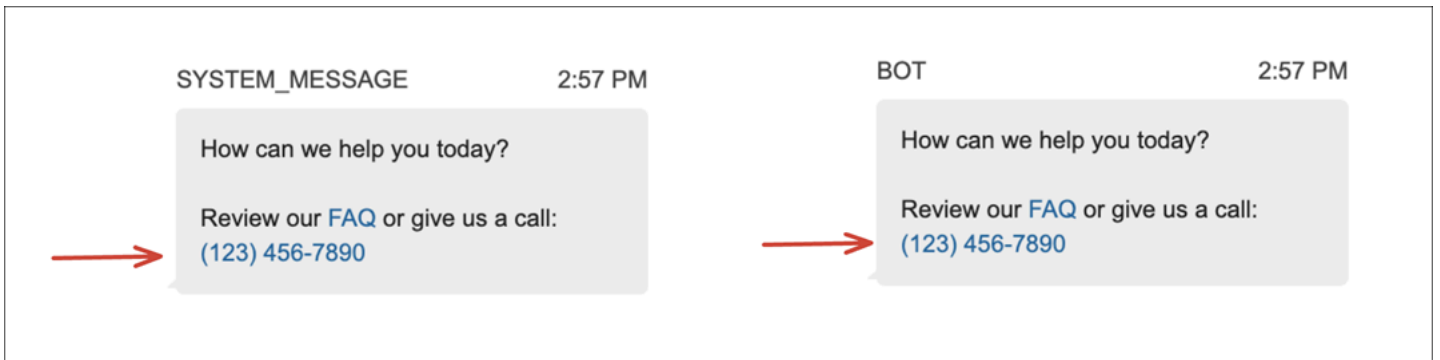 SYSTEM_MESSAGE 2:57 PM
How can we help you today?
Review our FAQ or give us a call:
(123) 456-7890
BOT 2:57 PM
How can we help you today?
Review our FAQ or give us a call:
(123) 456-7890